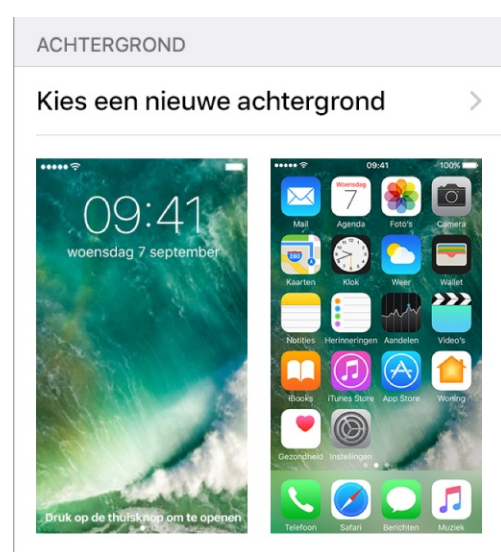 ACHTERGROND
Kies een nieuwe achtergrond
09:41
woensdag 7 september
Druk op de thuisknop om te openen
09:41 100%
Woensdag
7
Mail Agenda Foto's Camera
280
Kaarten Klok Weer Wallet
Notities Herinneringen Aandelen Video's
iBooks iTunes Store App Store Woning
Gezondheid Instellingen
Telefoon Safari Berichten Muziek